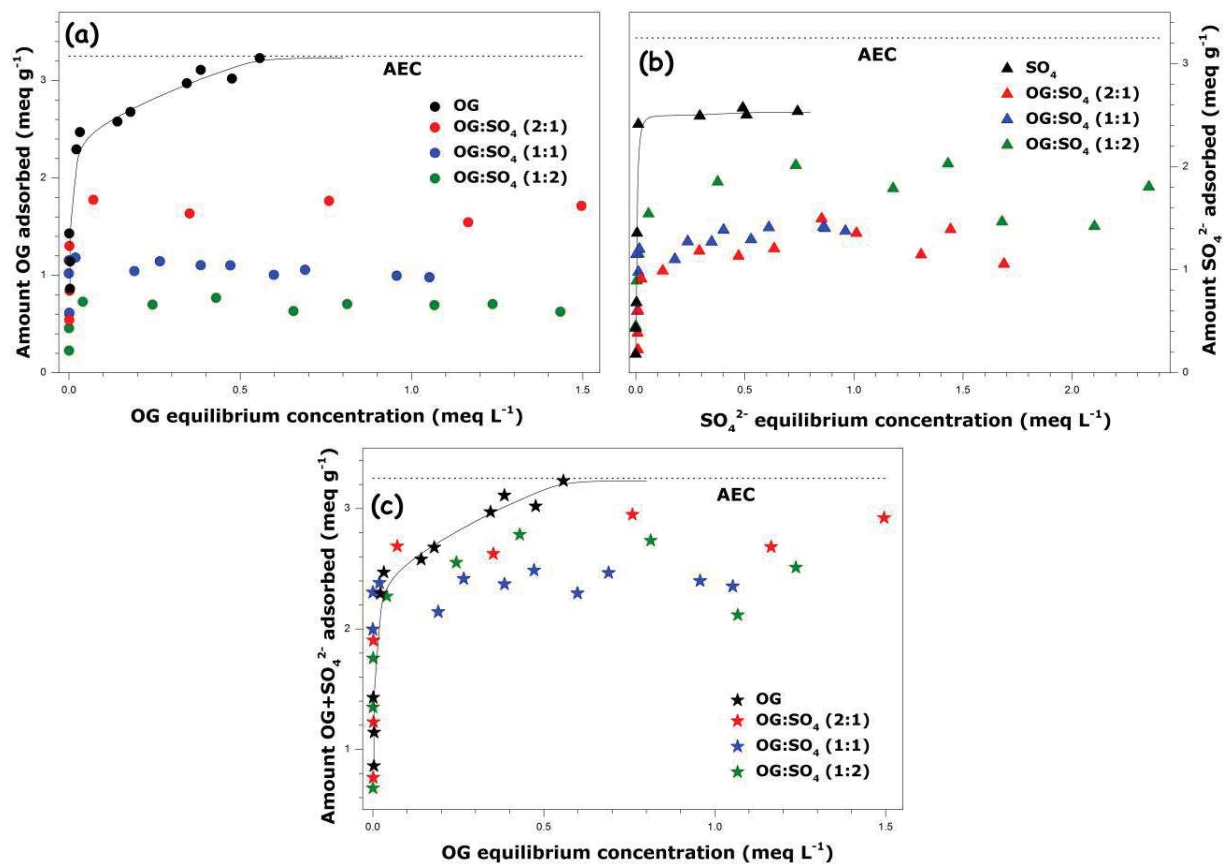 (a)
AEC
OG
OG:SO₄ (2:1)
OG:SO₄ (1:1)
OG:SO₄ (1:2)
Amount OG adsorbed (meq g⁻¹)
3
2
1
0
0.0 0.5 1.0 1.5
OG equilibrium concentration (meq L⁻¹)
(b)
AEC
SO₄
OG:SO₄ (2:1)
OG:SO₄ (1:1)
OG:SO₄ (1:2)
Amount SO₄²⁻ adsorbed (meq g⁻¹)
3
2
1
0
0.0 0.5 1.0 1.5 2.0
SO₄²⁻ equilibrium concentration (meq L⁻¹)
(c)
AEC
OG
OG:SO₄ (2:1)
OG:SO₄ (1:1)
OG:SO₄ (1:2)
Amount OG+SO₄²⁻ adsorbed (meq g⁻¹)
3
2
1
0.0 0.5 1.0 1.5
OG equilibrium concentration (meq L⁻¹)